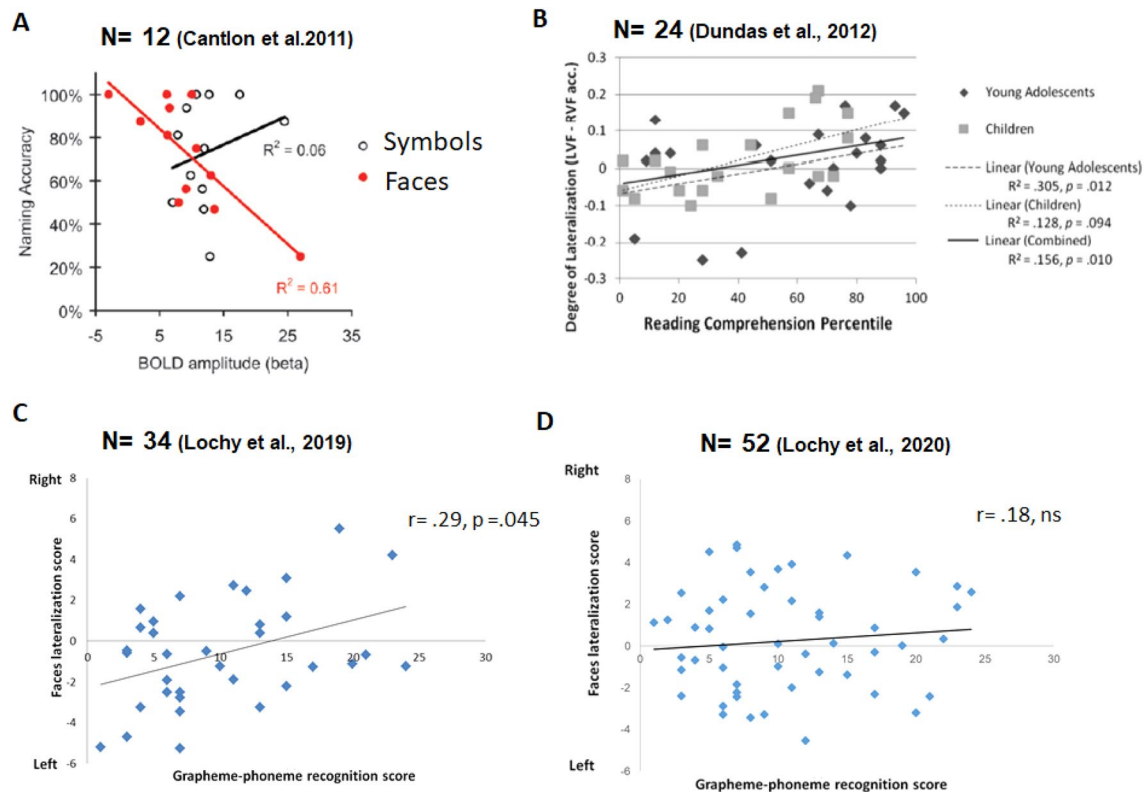 A
N= 12 (Cantlon et al.2011)
Naming Accuracy
100%
80%
60%
40%
20%
0%
R² = 0.06
R² = 0.61
-5
5
15
25
35
BOLD amplitude (beta)
Symbols
Faces
B
N= 24 (Dundas et al., 2012)
Degree of Lateralization (LVF - RVF acc.)
0.3
0.2
0.1
0
-0.1
-0.2
-0.3
0
20
40
60
80
100
Reading Comprehension Percentile
Young Adolescents
Children
Linear (Young Adolescents)
R² = .305, p = .012
Linear (Children)
R² = .128, p = .094
Linear (Combined)
R² = .156, p = .010
C
N= 34 (Lochy et al., 2019)
Right
Faces lateralization score
Left
8
6
4
2
0
-2
-4
-6
0
5
10
15
20
25
30
r= .29, p =.045
Grapheme-phoneme recognition score
D
N= 52 (Lochy et al., 2020)
Right
Faces lateralization score
Left
8
6
4
2
0
-2
-4
-6
0
5
10
15
20
25
30
r= .18, ns
Grapheme-phoneme recognition score